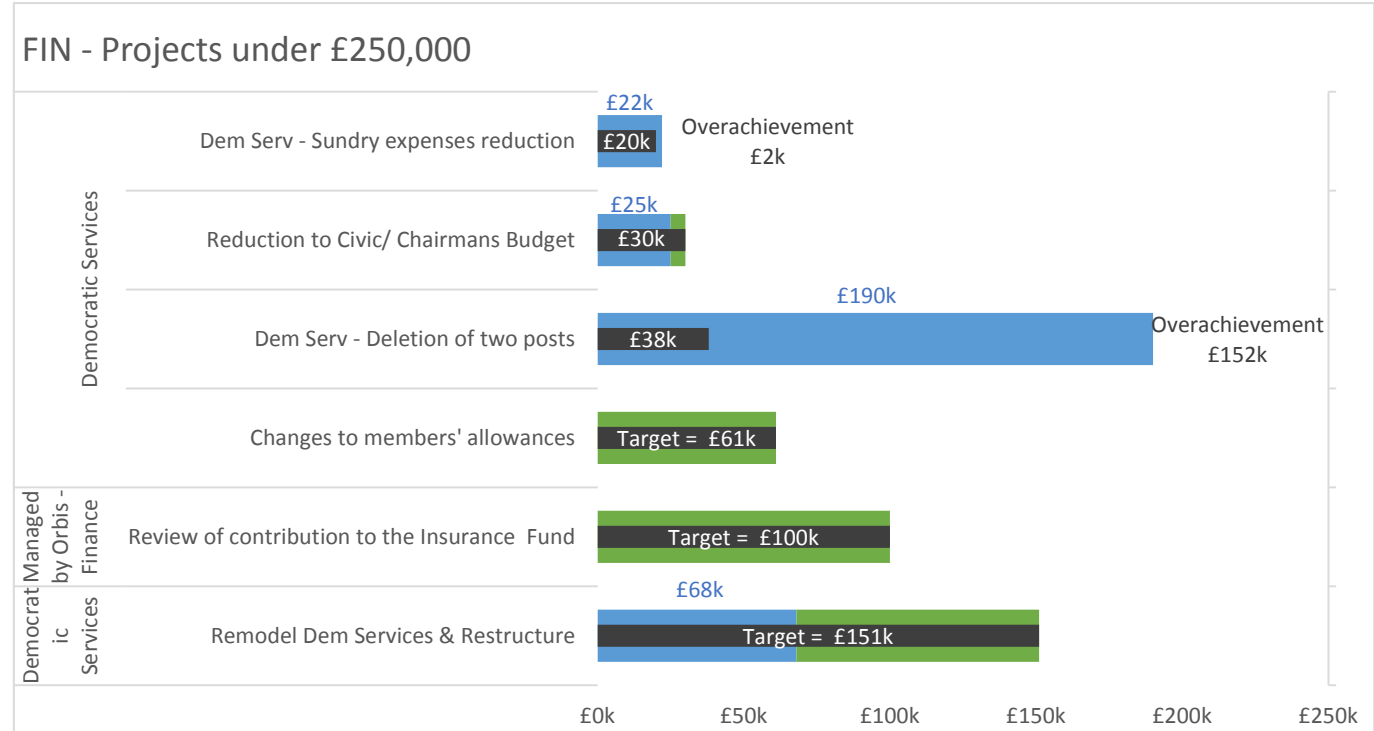 FIN - Projects under £250,000
Democratic Services
Dem Serv - Sundry expenses reduction
£22k
£20k
Overachievement
£2k
Reduction to Civic/ Chairmans Budget
£25k
£30k
Dem Serv - Deletion of two posts
£190k
£38k
Overachievement
£152k
Changes to members' allowances
Target = £61k
Managed
by Orbis -
Finance
Review of contribution to the Insurance Fund
Target = £100k
Democrat
ic
Services
Remodel Dem Services & Restructure
£68k
Target = £151k
£0k £50k £100k £150k £200k £250k